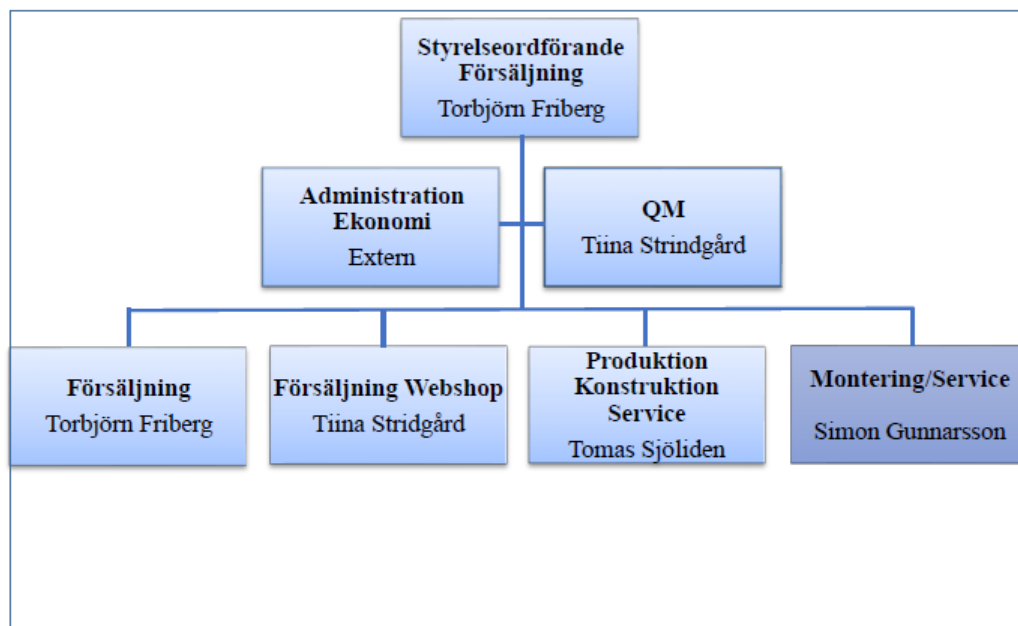 Styrelseordförande
Försäljning
Torbjörn Friberg
Administration
Ekonomi
Extern
QM
Tiina Strindgård
Försäljning
Torbjörn Friberg
Försäljning Webshop
Tiina Stridgård
Produktion
Konstruktion
Service
Tomas Sjöliden
Montering/Service
Simon Gunnarsson